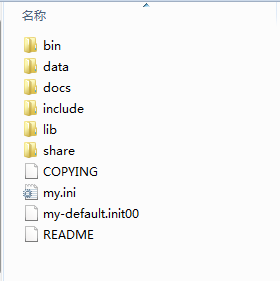 名称
bin
data
docs
include
lib
share
COPYING
my.ini
my-default.init00
README